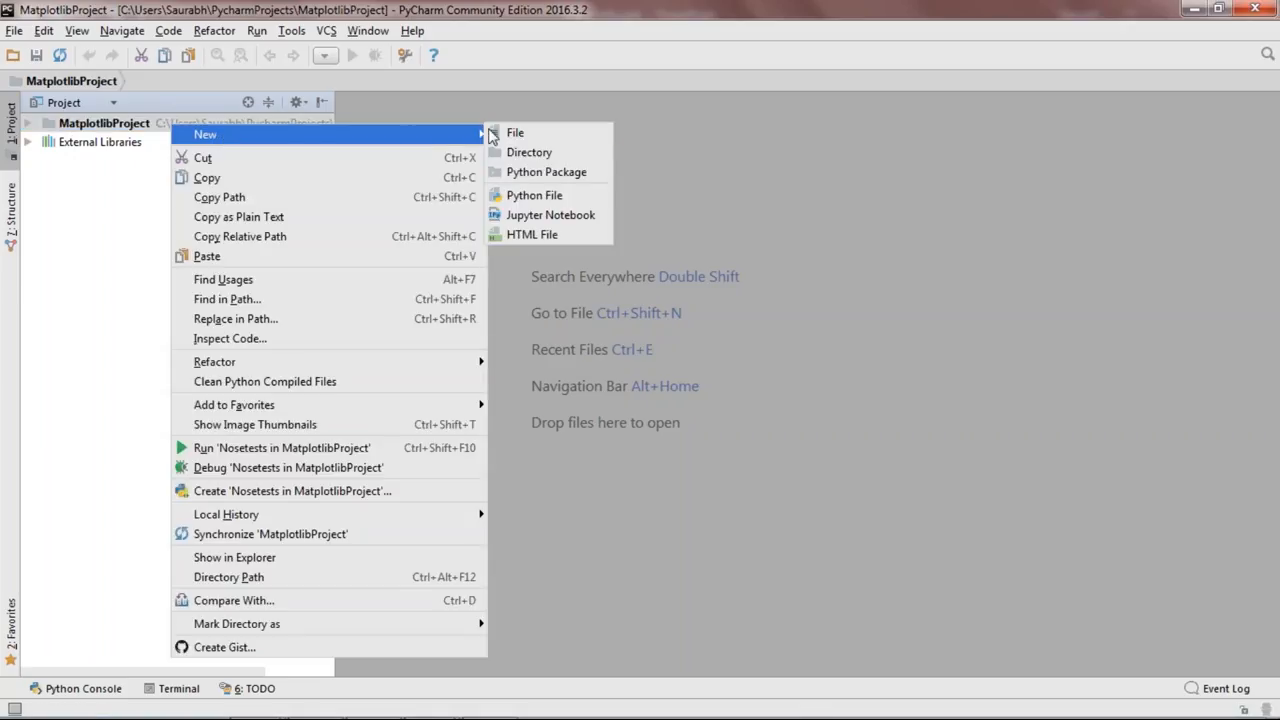 MatplotlibProject - [C:\Users\Saurabh\PycharmProjects\MatplotlibProject] - PyCharm Community Edition 2016.3.2
File Edit View Navigate Code Refactor Run Tools VCS Window Help
MatplotlibProject
Project
1: Project
MatplotlibProject C:\Users\Saurabh\PycharmProjects\
External Libraries
Z: Structure
2: Favorites
New
Cut Ctrl+X
Copy Ctrl+C
Copy Path Ctrl+Shift+C
Copy as Plain Text
Copy Relative Path Ctrl+Alt+Shift+C
Paste Ctrl+V
Find Usages Alt+F7
Find in Path... Ctrl+Shift+F
Replace in Path... Ctrl+Shift+R
Inspect Code...
Refactor
Clean Python Compiled Files
Add to Favorites
Show Image Thumbnails Ctrl+Shift+T
Run 'Nosetests in MatplotlibProject' Ctrl+Shift+F10
Debug 'Nosetests in MatplotlibProject'
Create 'Nosetests in MatplotlibProject'...
Local History
Synchronize 'MatplotlibProject'
Show in Explorer
Directory Path Ctrl+Alt+F12
Compare With... Ctrl+D
Mark Directory as
Create Gist...
File
Directory
Python Package
Python File
Jupyter Notebook
HTML File
Search Everywhere Double Shift
Go to File Ctrl+Shift+N
Recent Files Ctrl+E
Navigation Bar Alt+Home
Drop files here to open
Python Console Terminal 6: TODO Event Log